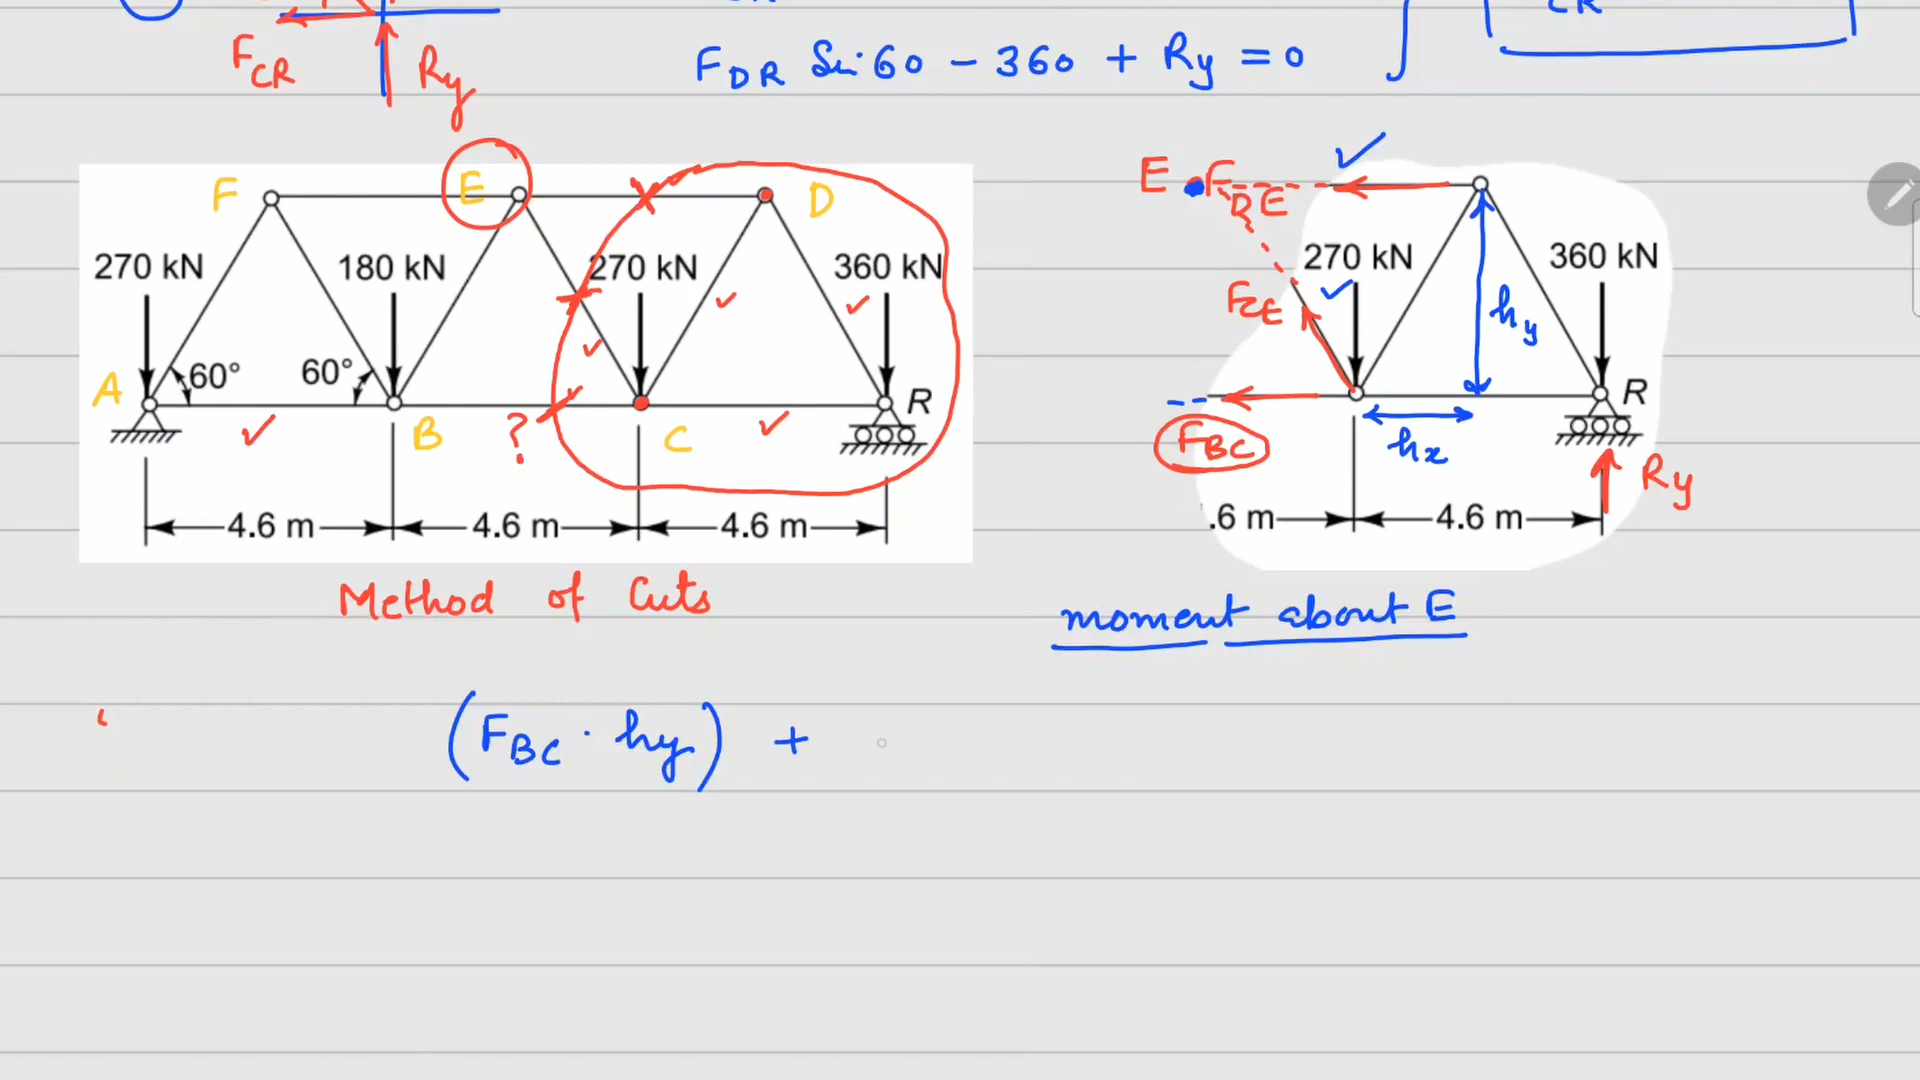 F_CR
R_y
CR
F_DR Sin 60 - 360 + R_y = 0
F E D
270 kN 180 kN 270 kN 360 kN
60° 60°
A B ? C R
4.6 m 4.6 m 4.6 m
Method of Cuts
E F_DE
270 kN 360 kN
F_CE h_y
R
F_BC h_x R_y
.6 m 4.6 m
moment about E
(F_BC · h_y) +